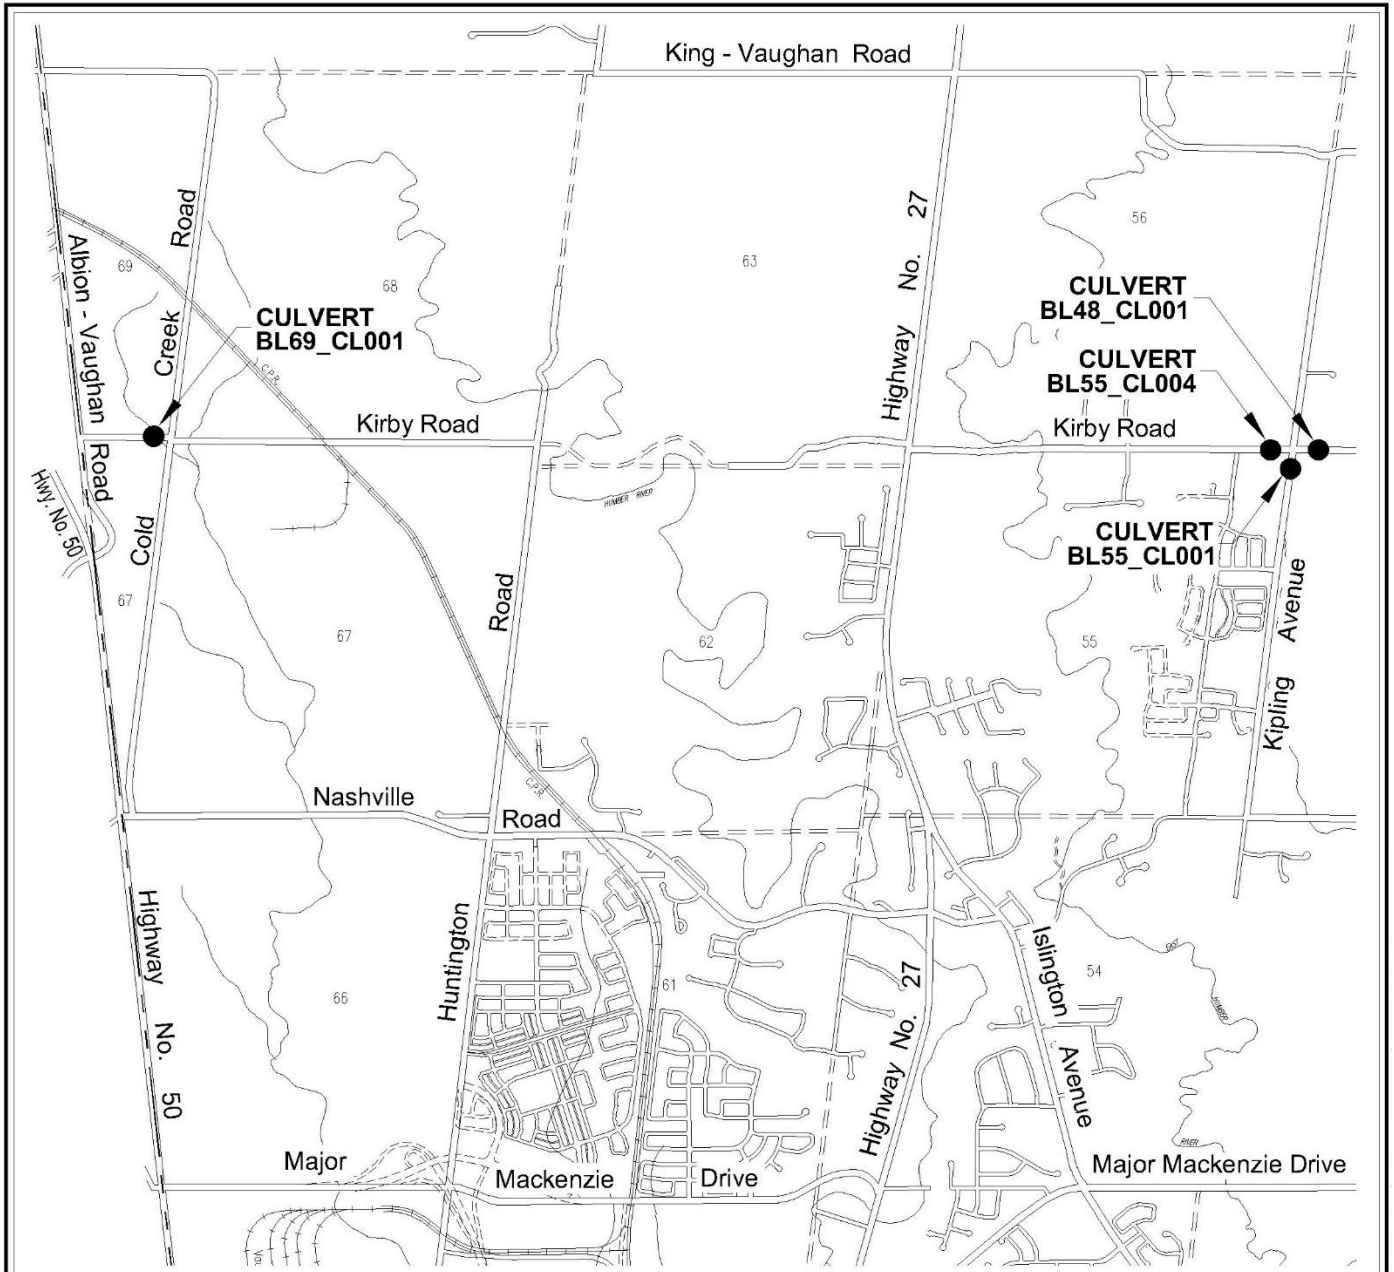 King - Vaughan Road
Albion - Vaughan Road
Cold Creek Road
69
68
63
56
Highway No. 27
CULVERT
BL69_CL001
C.P.R.
CULVERT
BL48_CL001
CULVERT
BL55_CL004
Kirby Road
Kirby Road
Hwy. No. 50
HUMBER RIVER
CULVERT
BL55_CL001
67
67
62
55
Kipling Avenue
Nashville Road
C.P.R.
Highway No. 50
Huntington Road
66
61
54
Highway No. 27
Islington Avenue
HUMBER
RIVER
Major Mackenzie Drive
Major Mackenzie Drive